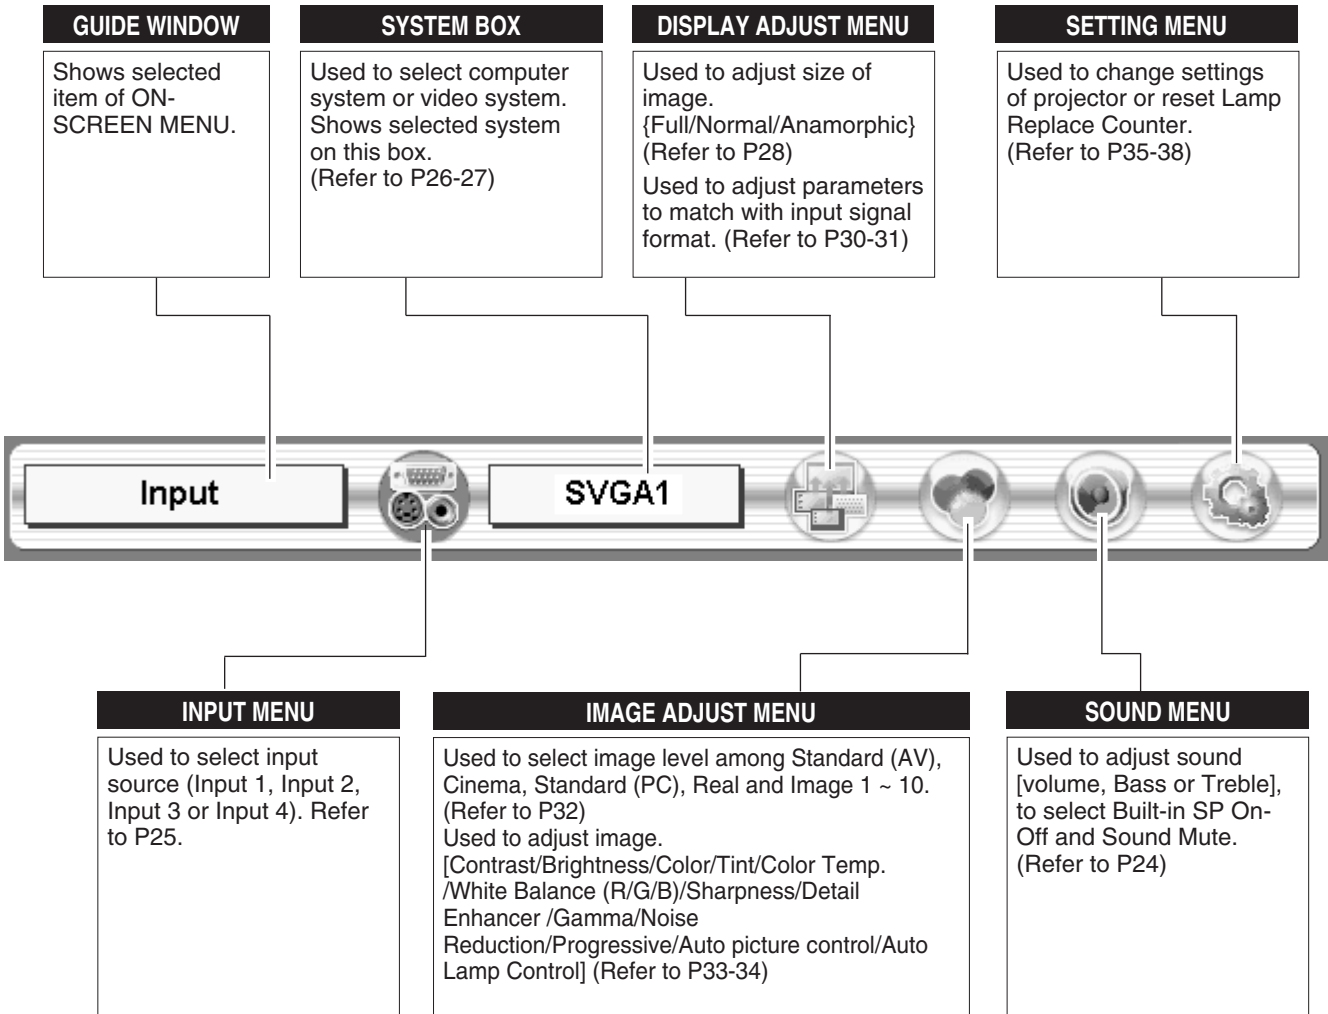 GUIDE WINDOW
Shows selected
item of ON-
SCREEN MENU.
SYSTEM BOX
Used to select computer
system or video system.
Shows selected system
on this box.
(Refer to P26-27)
DISPLAY ADJUST MENU
Used to adjust size of
image.
{Full/Normal/Anamorphic}
(Refer to P28)
Used to adjust parameters
to match with input signal
format. (Refer to P30-31)
SETTING MENU
Used to change settings
of projector or reset Lamp
Replace Counter.
(Refer to P35-38)
Input
SVGA1
INPUT MENU
Used to select input
source (Input 1, Input 2,
Input 3 or Input 4). Refer
to P25.
IMAGE ADJUST MENU
Used to select image level among Standard (AV),
Cinema, Standard (PC), Real and Image 1 ~ 10.
(Refer to P32)
Used to adjust image.
[Contrast/Brightness/Color/Tint/Color Temp.
/White Balance (R/G/B)/Sharpness/Detail
Enhancer /Gamma/Noise
Reduction/Progressive/Auto picture control/Auto
Lamp Control] (Refer to P33-34)
SOUND MENU
Used to adjust sound
[volume, Bass or Treble],
to select Built-in SP On-
Off and Sound Mute.
(Refer to P24)